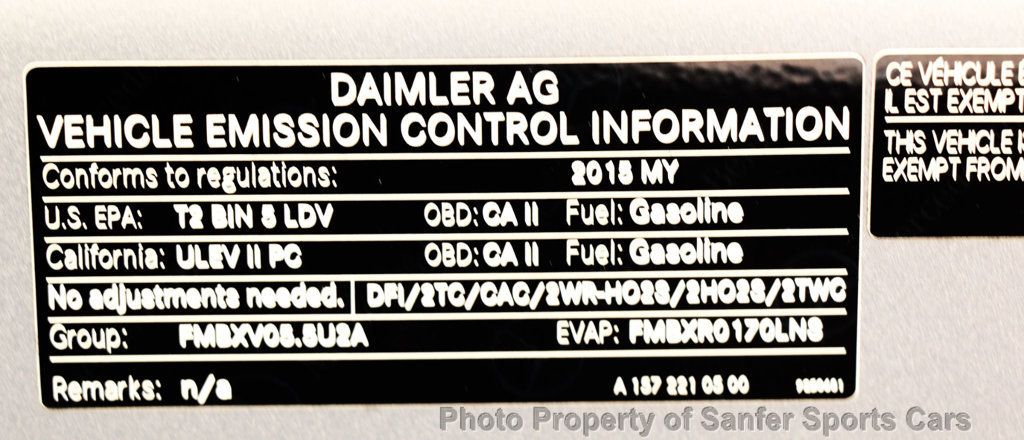 DAIMLER AG
VEHICLE EMISSION CONTROL INFORMATION
Conforms to regulations: 2015 MY
U.S. EPA: T2 BIN 5 LDV OBD: CA II Fuel: Gasoline
California: ULEV II PC OBD: CA II Fuel: Gasoline
No adjustments needed. DFI/2TC/CAC/2WR-HO2S/2HO2S/2TWC
Group: FMBXV05.5U2A EVAP: FMBXR0170LNS
Remarks: n/a A 157 221 05 00
CE VÉHICULE
IL EST EXEMPT
THIS VEHICLE
EXEMPT FROM
Photo Property of Sanfer Sports Cars